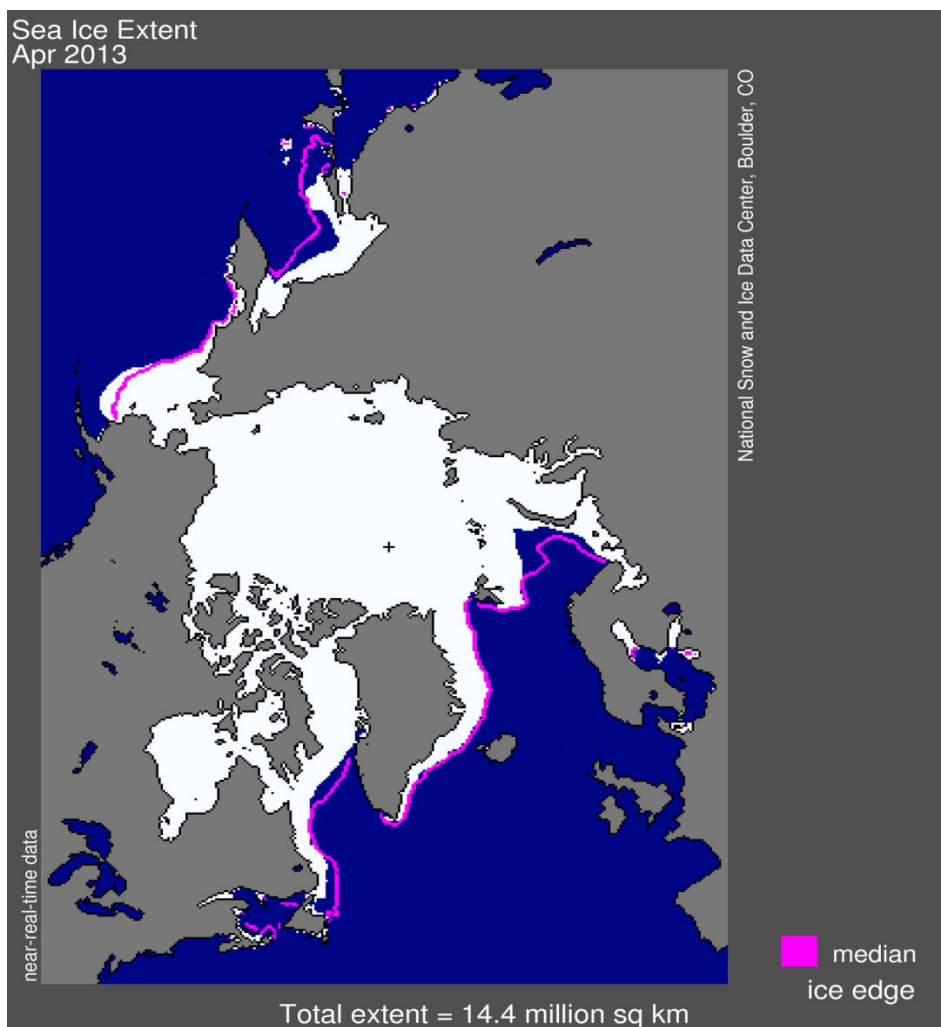 Sea Ice Extent
Apr 2013
National Snow and Ice Data Center, Boulder, CO
near-real-time data
median
ice edge
Total extent = 14.4 million sq km